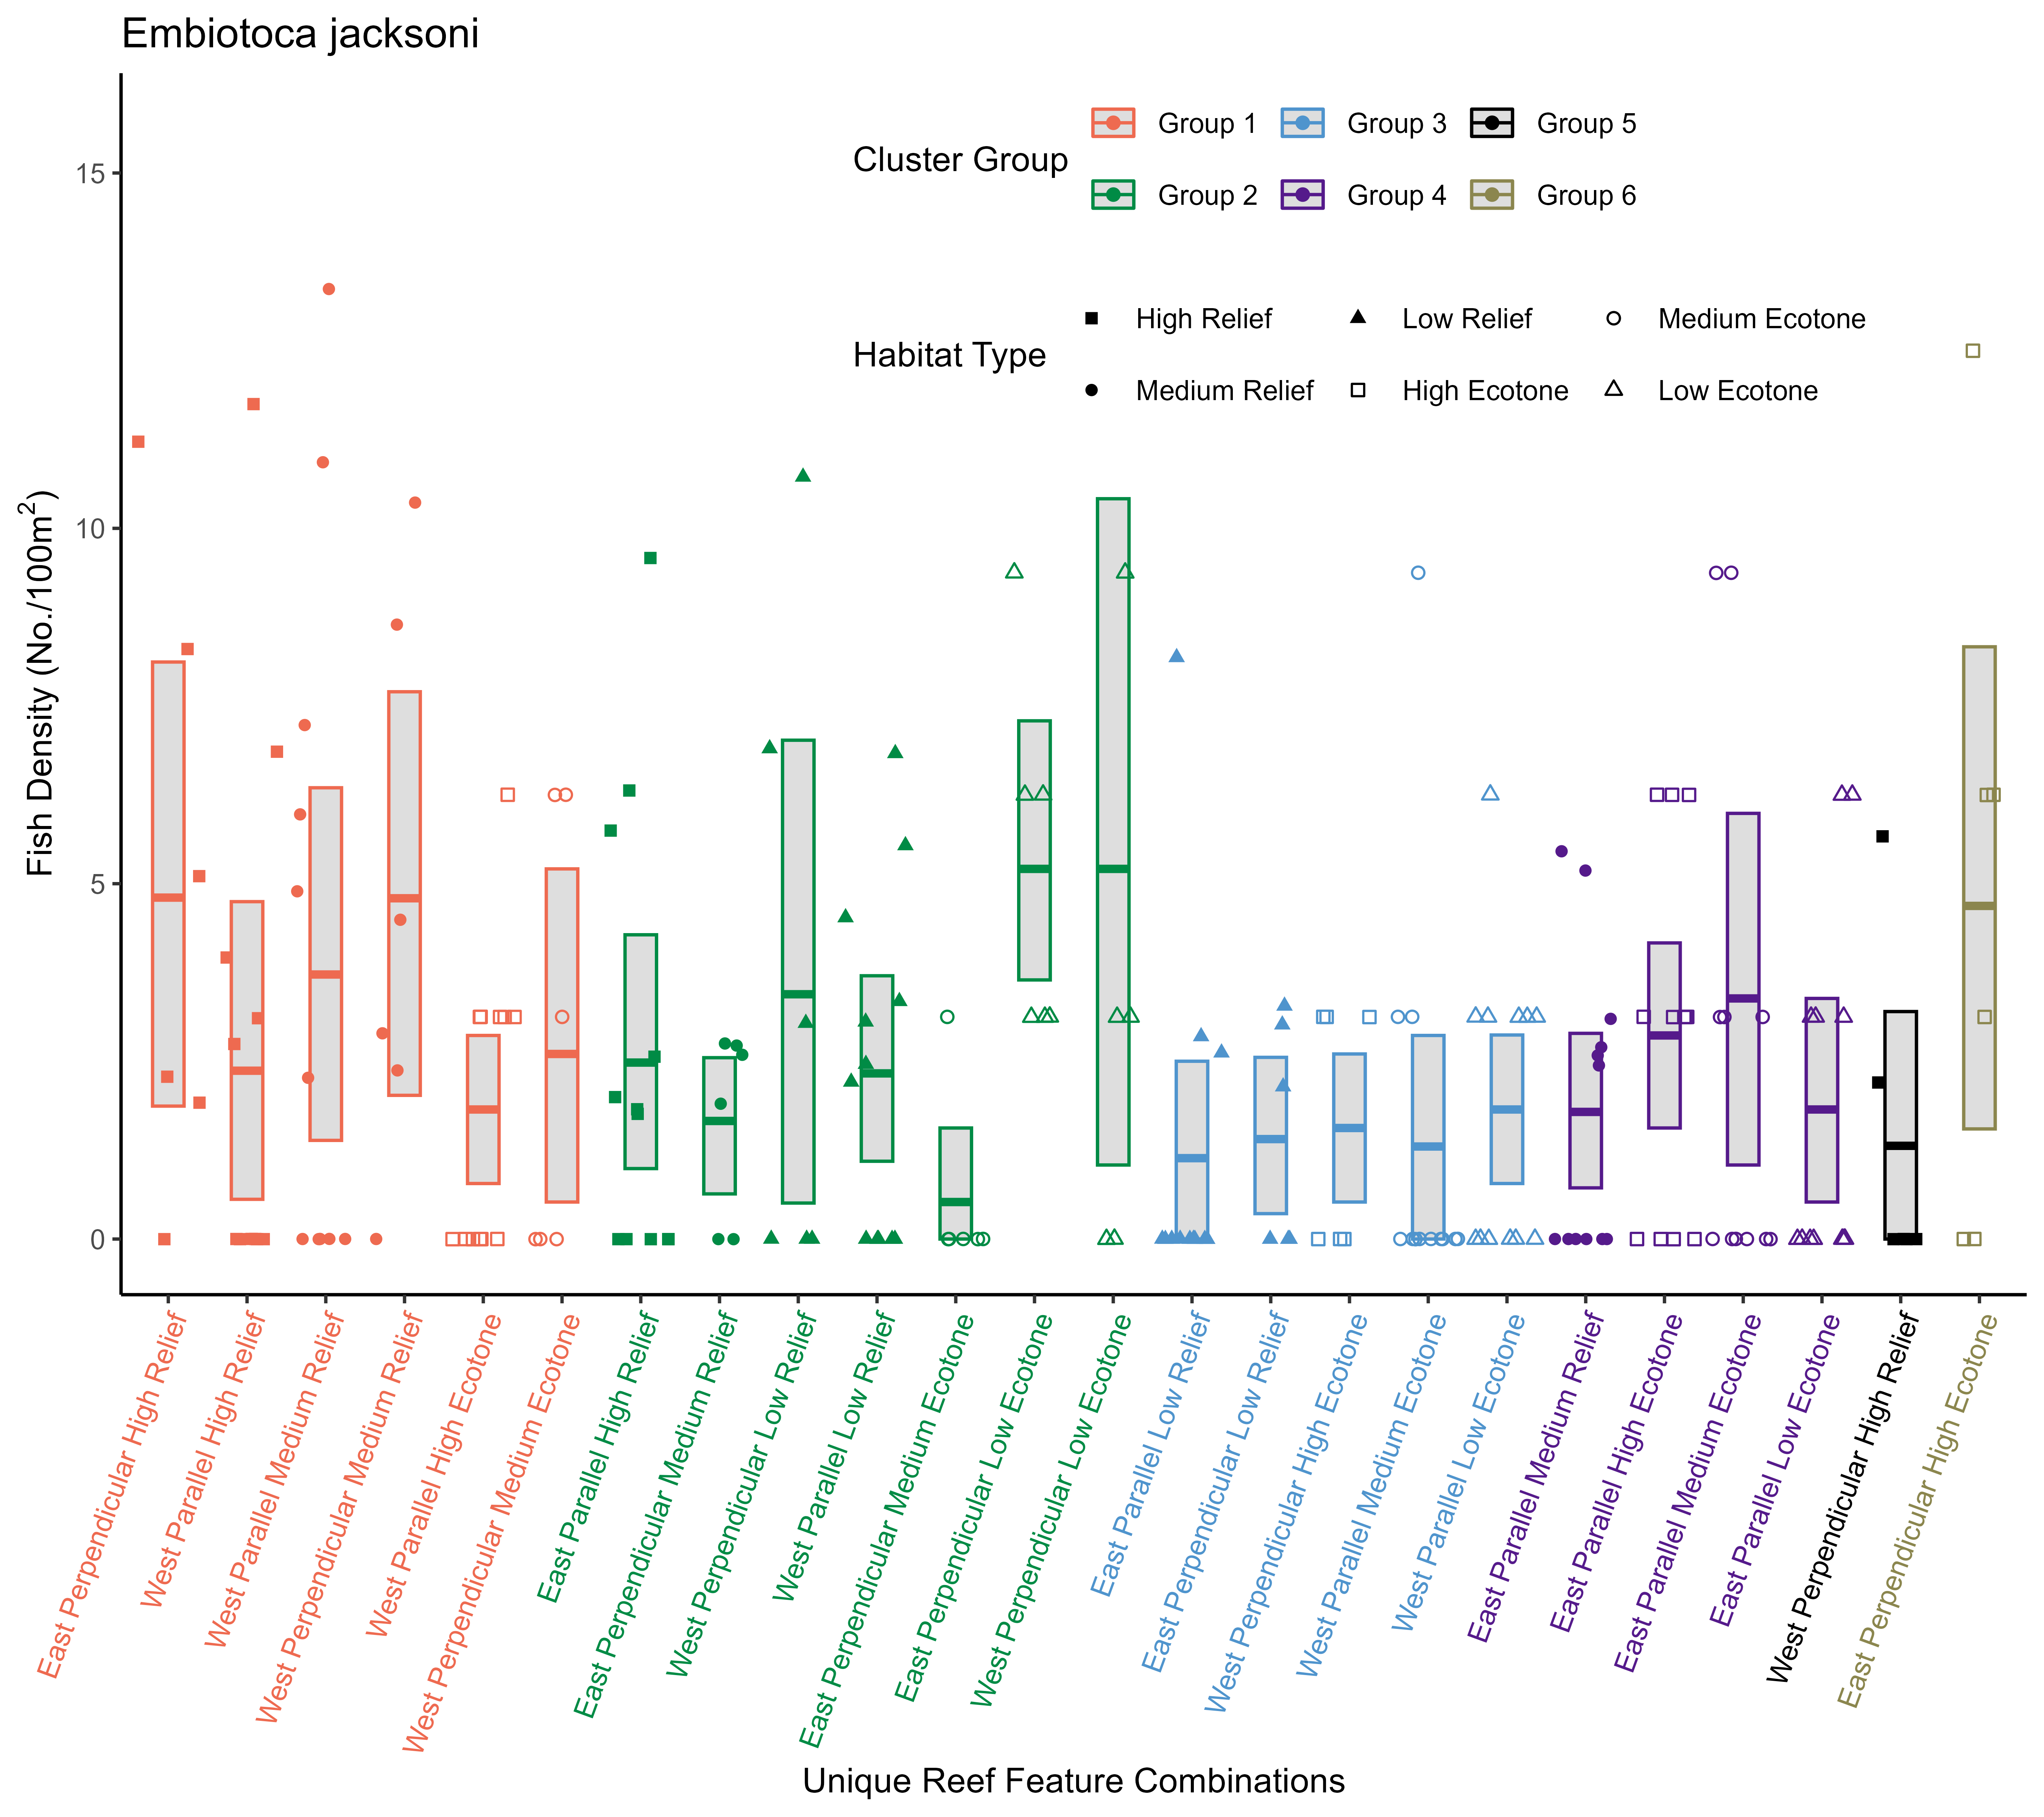 Embiotoca jacksoni
Cluster Group
Group 1
Group 3
Group 5
Group 2
Group 4
Group 6
Habitat Type
High Relief
Low Relief
Medium Ecotone
Medium Relief
High Ecotone
Low Ecotone
Fish Density (No./100m²)
15
10
5
0
East Perpendicular High Relief
West Parallel High Relief
West Parallel Medium Relief
West Perpendicular Medium Relief
West Parallel High Ecotone
West Perpendicular Medium Ecotone
East Parallel High Relief
East Perpendicular Medium Relief
West Perpendicular Low Relief
West Parallel Low Relief
East Perpendicular Medium Ecotone
East Perpendicular Low Ecotone
West Perpendicular Low Ecotone
East Parallel Low Relief
East Perpendicular Low Relief
West Perpendicular High Ecotone
West Parallel Medium Ecotone
West Parallel Low Ecotone
East Parallel Medium Relief
East Parallel High Ecotone
East Parallel Medium Ecotone
East Parallel Low Ecotone
West Perpendicular High Relief
East Perpendicular High Ecotone
Unique Reef Feature Combinations